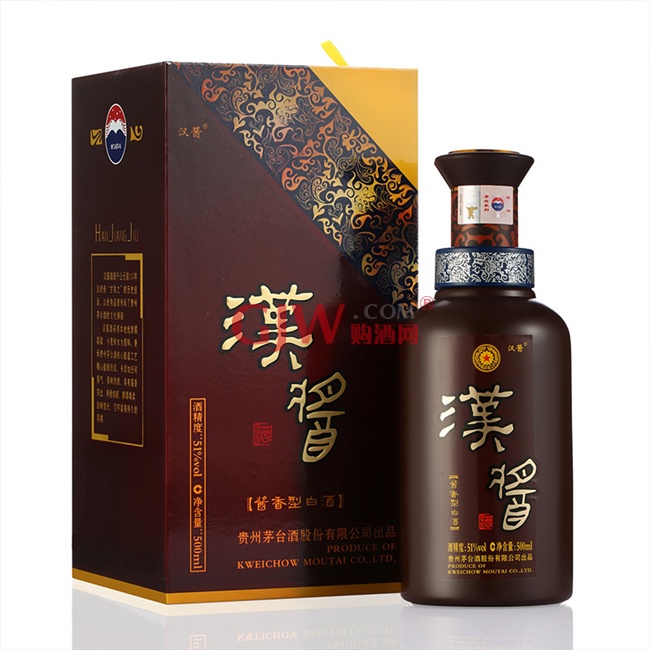 汉酱®
HAN JIANG JIU
漢醬
酒精度:51%vol 净含量:500ml
【酱香型白酒】
贵州茅台酒股份有限公司出品
PRODUCE OF
KWEICHOW MOUTAI CO.,LTD.
GJW.COM®
购酒网
汉酱®
漢醬
【酱香型白酒】
酒精度:51%vol 净含量:500ml
贵州茅台酒股份有限公司出品
PRODUCE OF
KWEICHOW MOUTAI CO.,LTD.